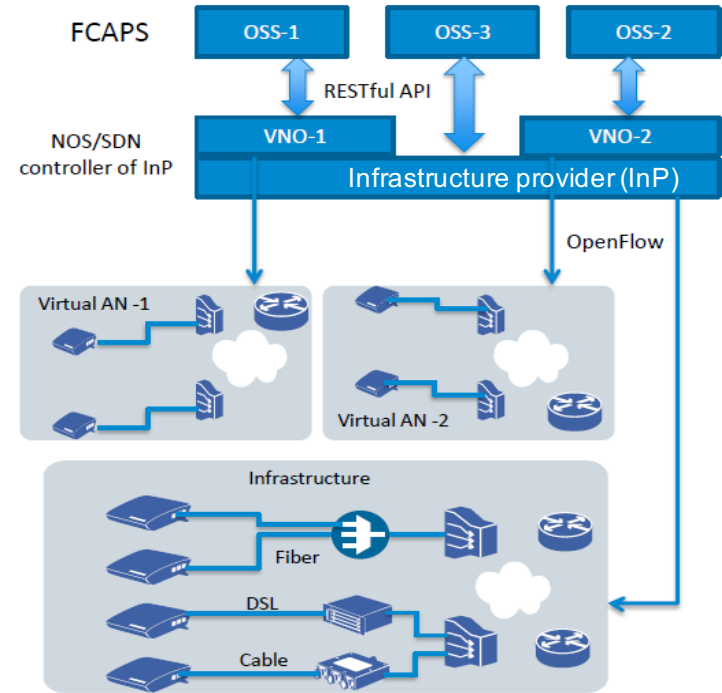 FCAPS
OSS-1
OSS-3
OSS-2
RESTful API
NOS/SDN
controller of InP
VNO-1
VNO-2
Infrastructure provider (InP)
OpenFlow
Virtual AN -1
Virtual AN -2
Infrastructure
Fiber
DSL
Cable